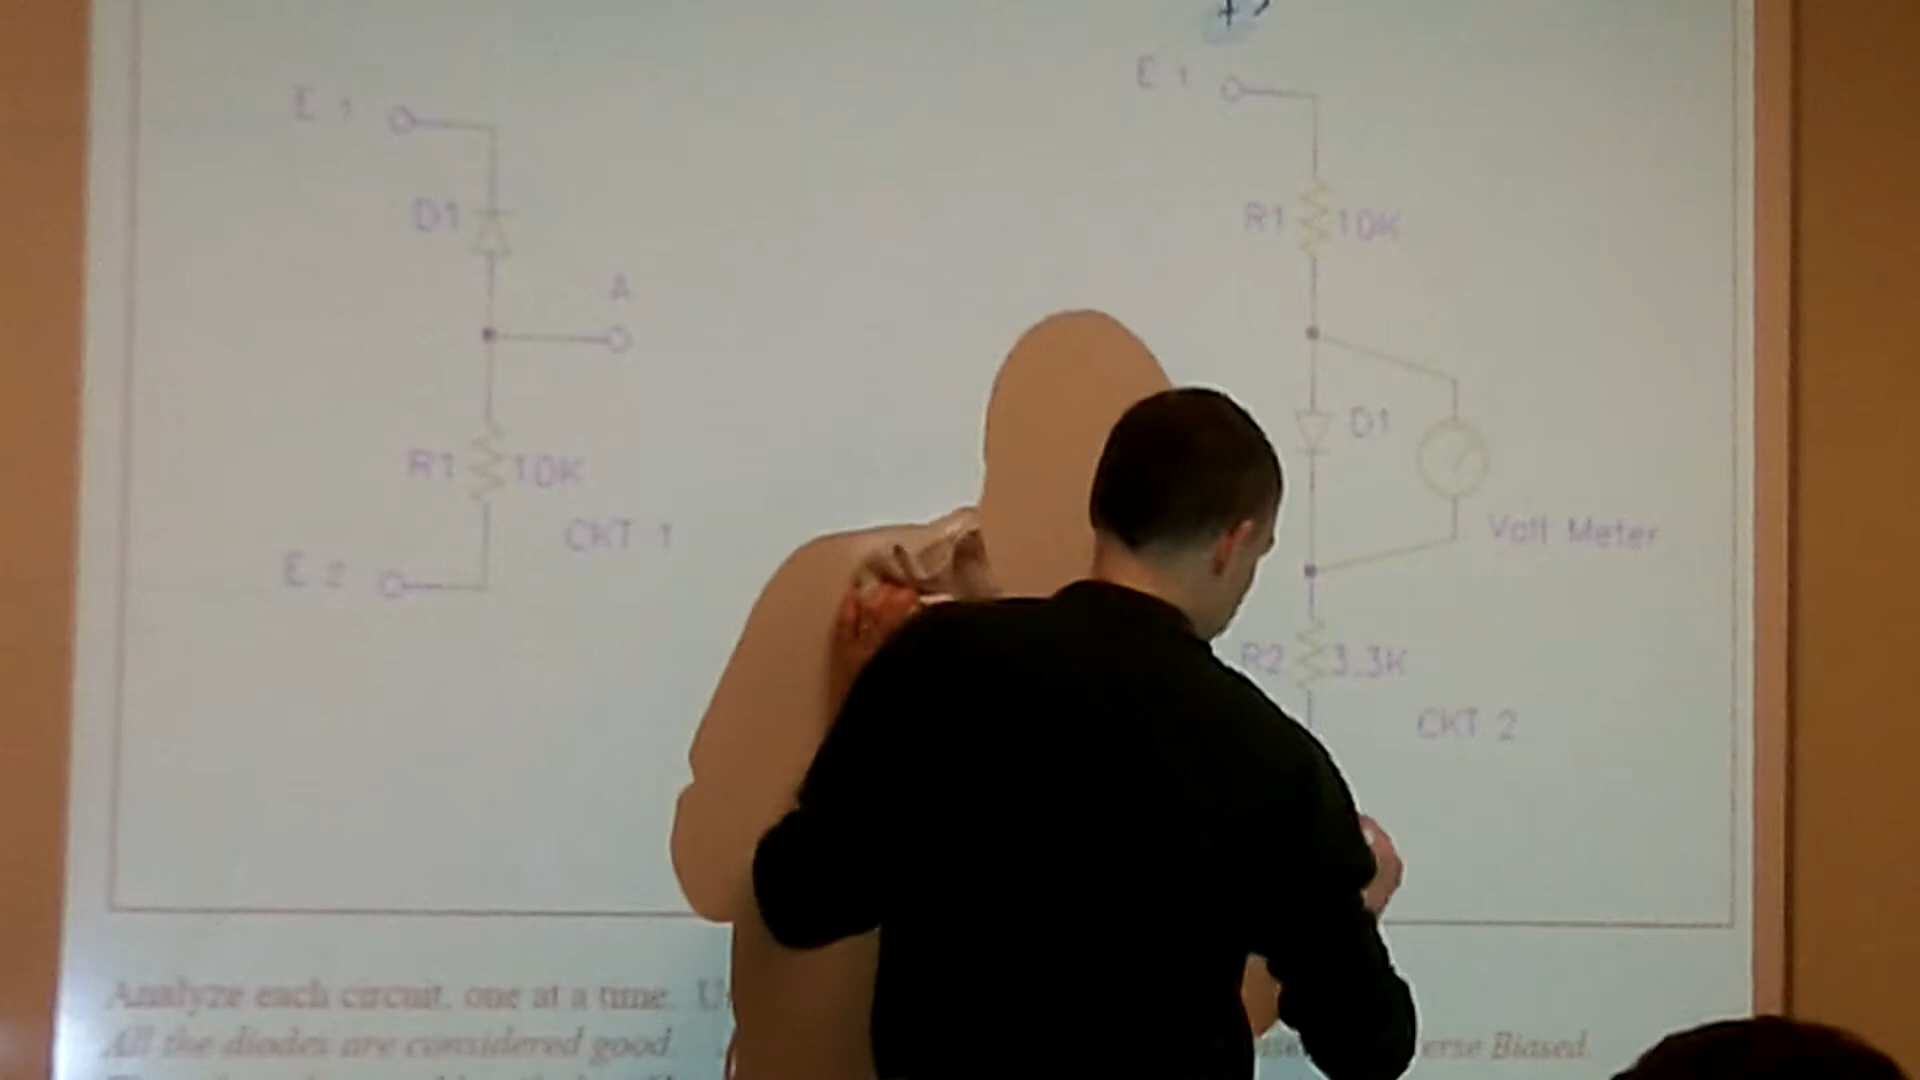 E 1
D1
A
R1 10K
CKT 1
E 2
E 1
R1 10K
D1
Volt Meter
R2 3.3K
CKT 2
Analyze each circuit, one at a time.
All the diodes are considered good. Biased.